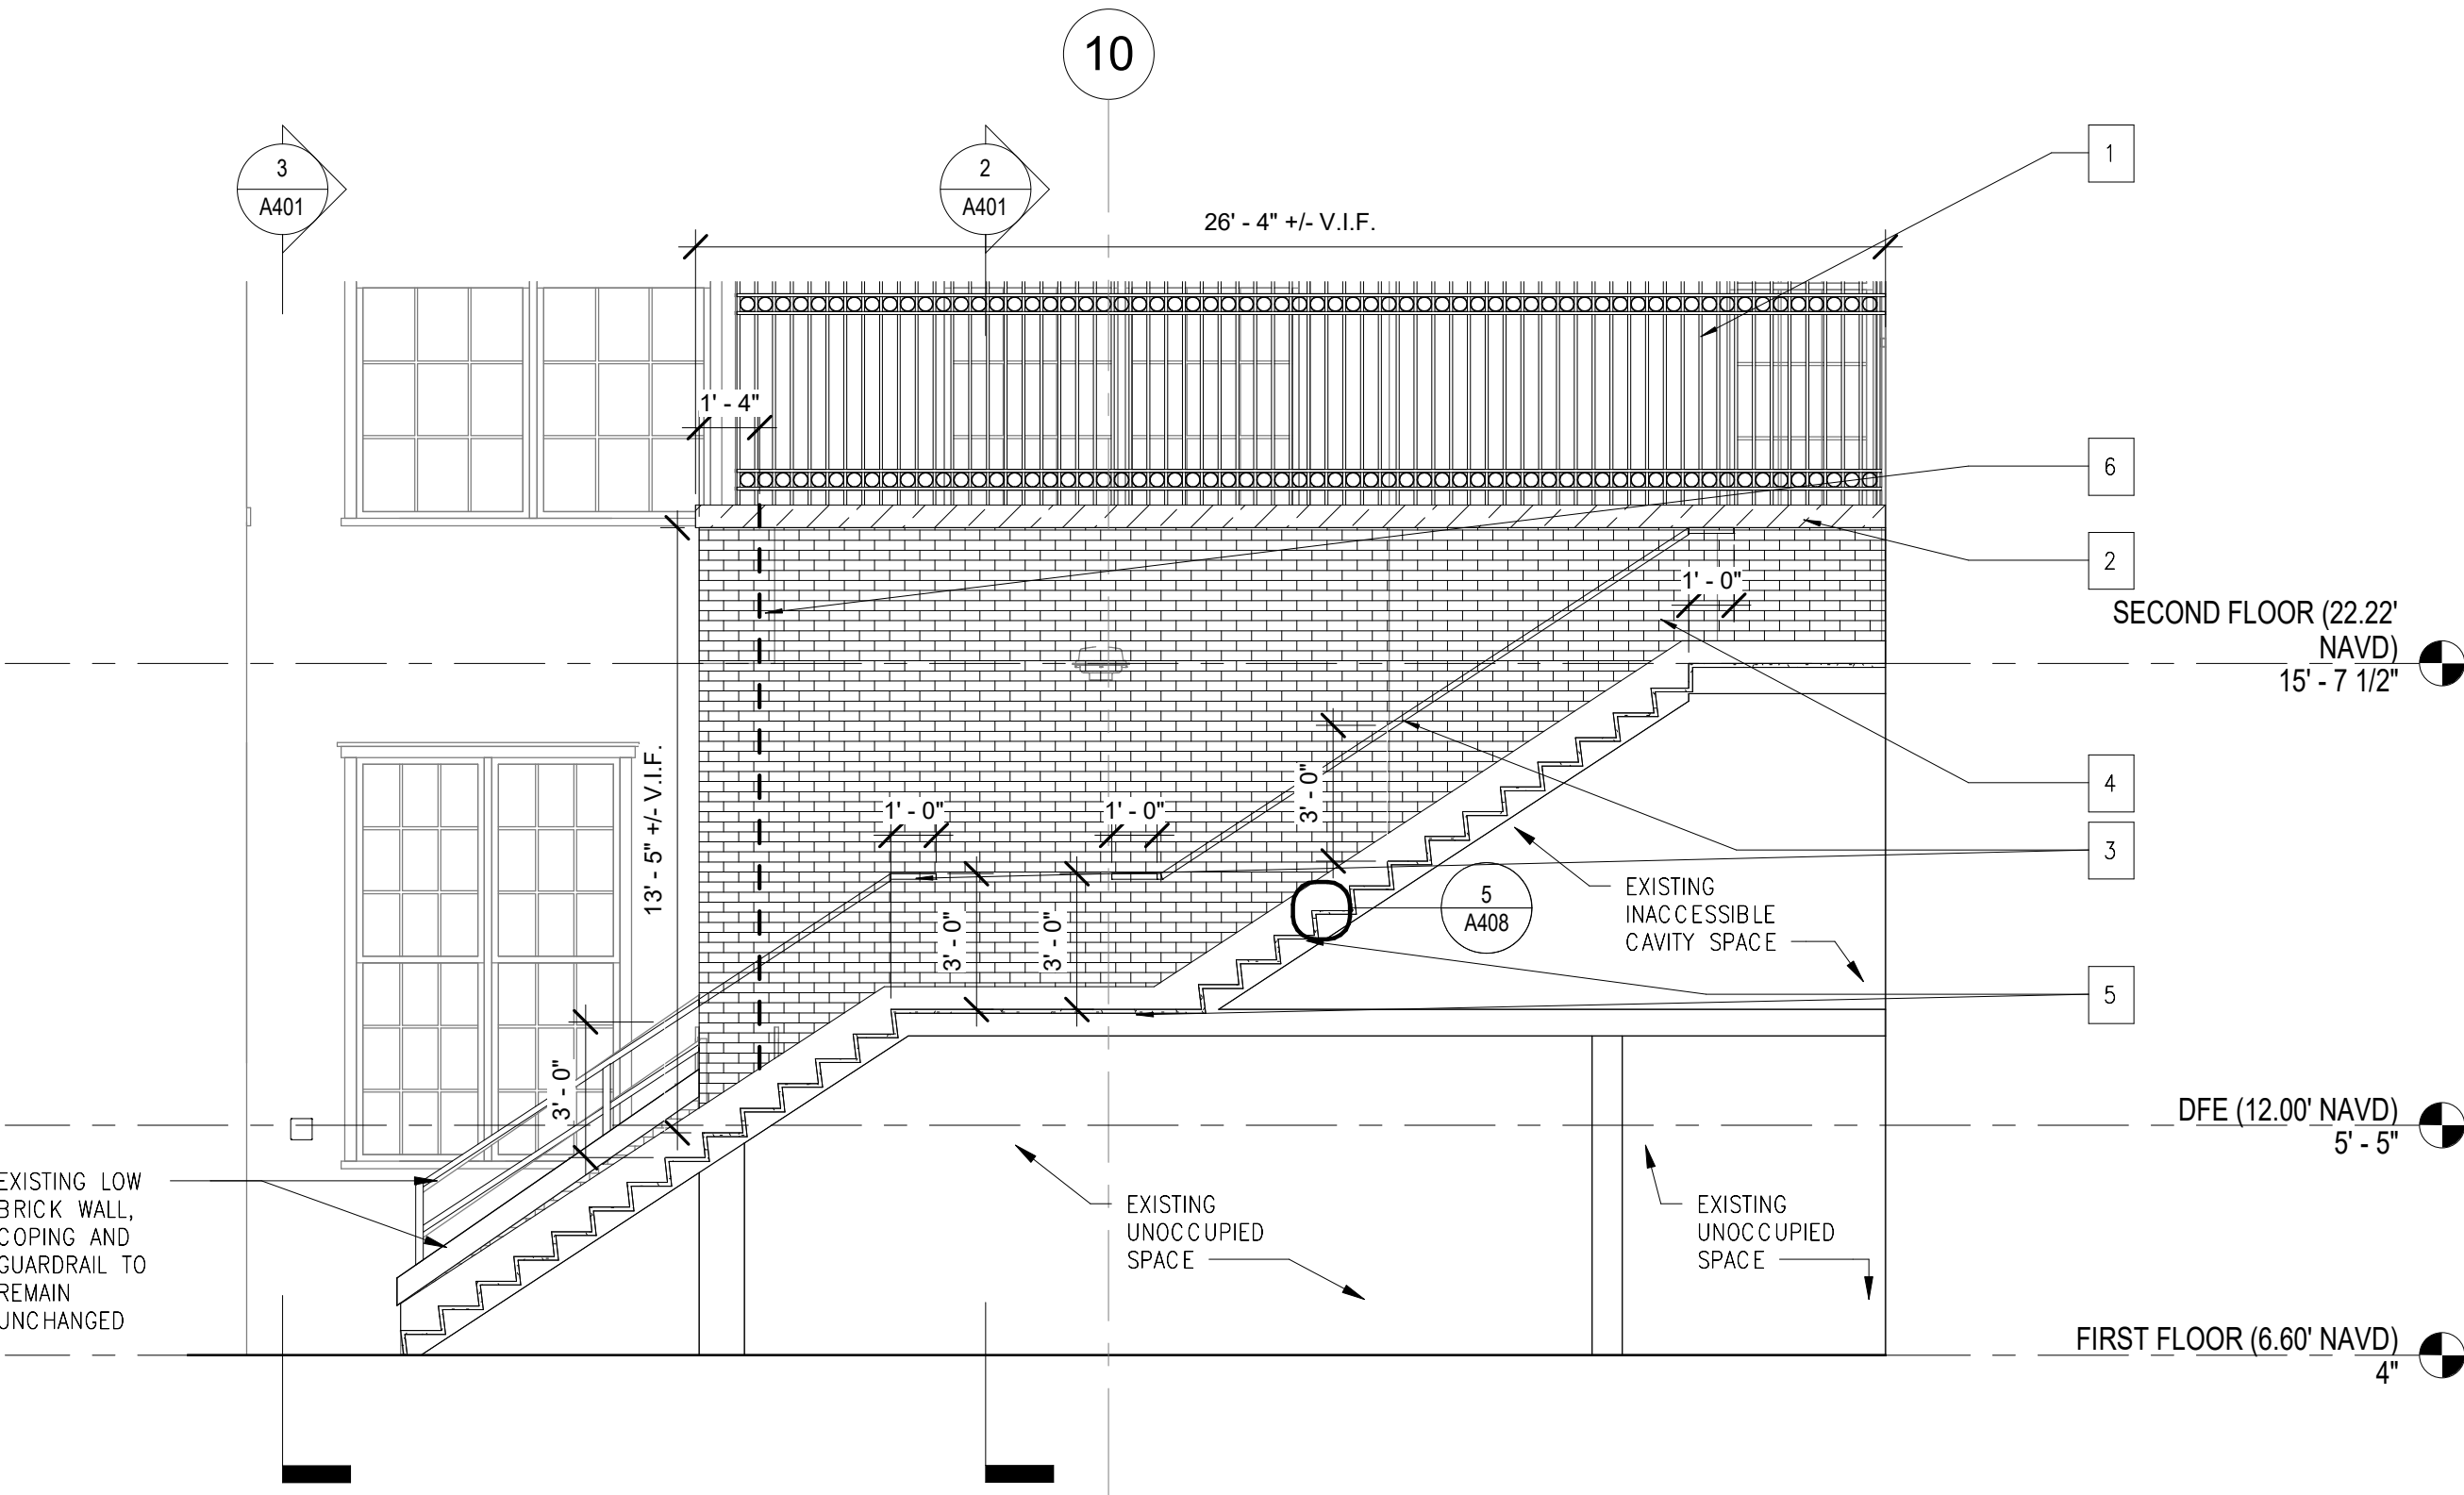 10
3
A401
2
A401
1
26' - 4" +/- V.I.F.
1' - 4"
6
2
1' - 0"
SECOND FLOOR (22.22'
NAVD)
15' - 7 1/2"
13' - 5" +/- V.I.F.
4
1' - 0"
1' - 0"
3' - 0"
3
5
A408
EXISTING
INACCESSIBLE
CAVITY SPACE
3' - 0"
3' - 0"
5
3' - 0"
DFE (12.00' NAVD)
5' - 5"
EXISTING LOW
BRICK WALL,
COPING AND
GUARDRAIL TO
REMAIN
UNCHANGED
EXISTING
UNOCCUPIED
SPACE
EXISTING
UNOCCUPIED
SPACE
FIRST FLOOR (6.60' NAVD)
4"